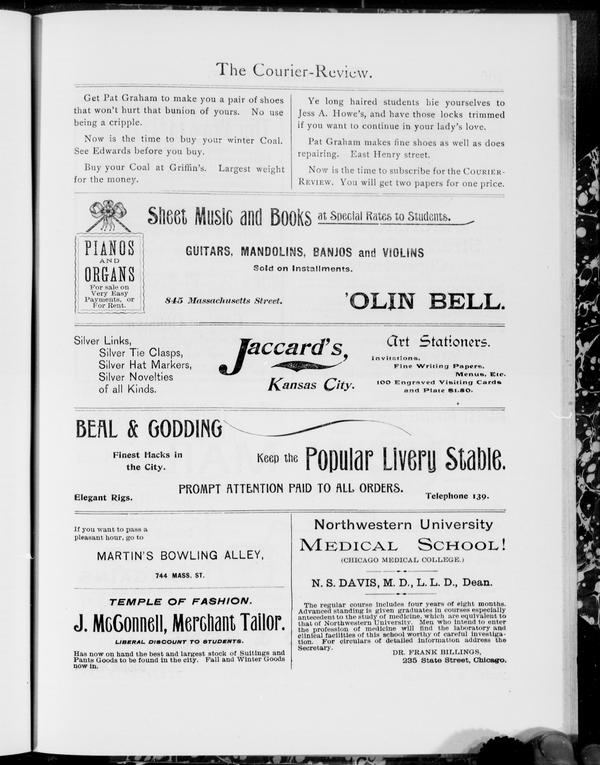 The Courier-Review.
Get Pat Graham to make you a pair of shoes
that won't hurt that bunion of yours. No use
being a cripple.
Now is the time to buy your winter Coal.
See Edwards before you buy.
Buy your Coal at Griffin's. Largest weight
for the money.
Ye long haired students hie yourselves to
Jess A. Howe's, and have those locks trimmed
if you want to continue in your lady's love.
Pat Graham makes fine shoes as well as does
repairing. East Henry street.
Now is the time to subscribe for the COURIER-
REVIEW. You will get two papers for one price.
PIANOS
AND
ORGANS
For sale on
Very Easy
Payments, or
For Rent.
Sheet Music and Books at Special Rates to Students.
GUITARS, MANDOLINS, BANJOS and VIOLINS
Sold on Installments.
845 Massachusetts Street.
'OLIN BELL.
Silver Links,
Silver Tie Clasps,
Silver Hat Markers,
Silver Novelties
of all Kinds.
Jaccard's,
Kansas City.
Art Stationers.
Invitations,
Fine Writing Papers,
Menus, Etc.
100 Engraved Visiting Cards
and Plate $1.50.
BEAL & GODDING
Finest Hacks in
the City.
Keep the Popular Livery Stable.
PROMPT ATTENTION PAID TO ALL ORDERS.
Elegant Rigs.
Telephone 139.
If you want to pass a
pleasant hour, go to
MARTIN'S BOWLING ALLEY,
744 MASS. ST.
TEMPLE OF FASHION.
J. McGonnell, Merchant Tailor.
LIBERAL DISCOUNT TO STUDENTS.
Has now on hand the best and largest stock of Suitings and
Pants Goods to be found in the city. Fall and Winter Goods
now in.
Northwestern University
MEDICAL SCHOOL!
(CHICAGO MEDICAL COLLEGE.)
N. S. DAVIS, M. D., L. L. D., Dean.
The regular course includes four years of eight months.
Advanced standing is given graduates in courses especially
antecedent to the study of medicine, which are equivalent to
that of Northwestern University. Men who intend to enter
the profession of medicine will find the laboratory and
clinical facilities of this school worthy of careful investiga-
tion. For circulars of detailed information address the
Secretary.
DR. FRANK BILLINGS,
235 State Street, Chicago.